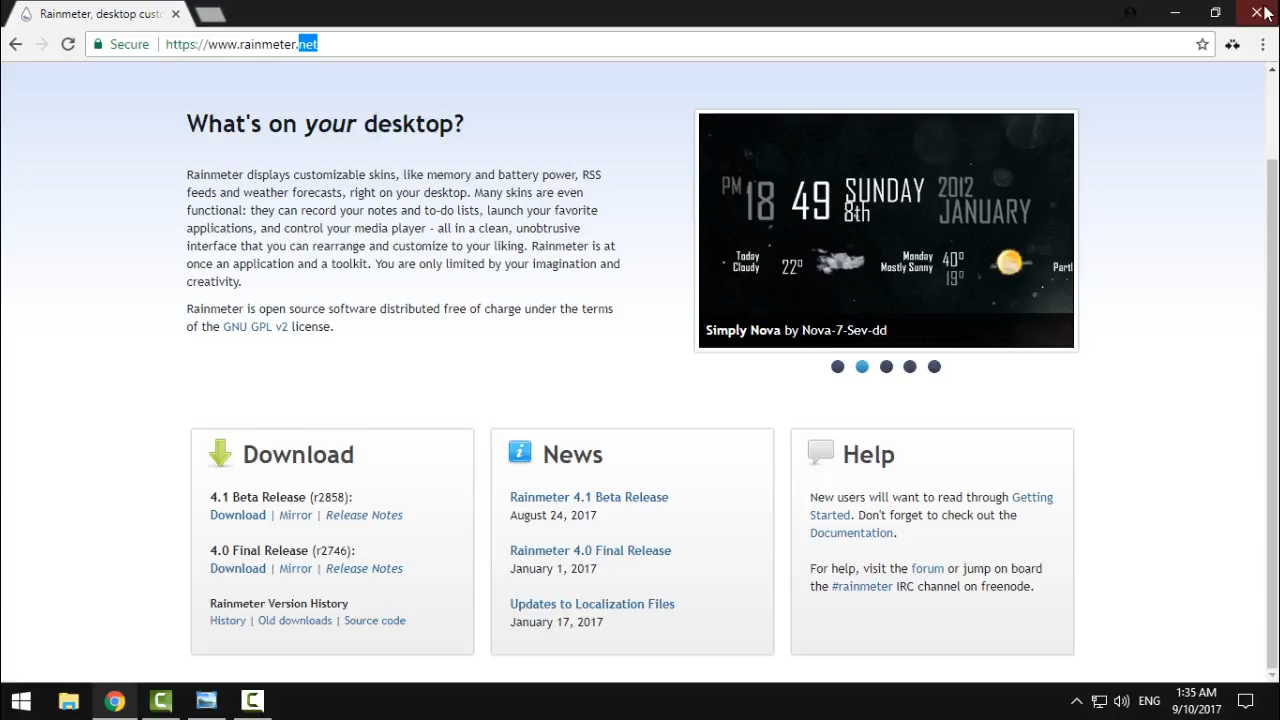 Rainmeter, desktop custo
Secure
https://www.rainmeter.net
What's on your desktop?
Rainmeter displays customizable skins, like memory and battery power, RSS
feeds and weather forecasts, right on your desktop. Many skins are even
functional: they can record your notes and to-do lists, launch your favorite
applications, and control your media player - all in a clean, unobtrusive
interface that you can rearrange and customize to your liking. Rainmeter is at
once an application and a toolkit. You are only limited by your imagination and
creativity.
Rainmeter is open source software distributed free of charge under the terms
of the GNU GPL v2 license.
PM 18 49 SUNDAY 8th 2012 JANUARY
Today Cloudy 22° Monday Mostly Sunny 40° 19° Partl
Simply Nova by Nova-7-Sev-dd
Download
4.1 Beta Release (r2858):
Download | Mirror | Release Notes
4.0 Final Release (r2746):
Download | Mirror | Release Notes
Rainmeter Version History
History | Old downloads | Source code
News
Rainmeter 4.1 Beta Release
August 24, 2017
Rainmeter 4.0 Final Release
January 1, 2017
Updates to Localization Files
January 17, 2017
Help
New users will want to read through Getting
Started. Don't forget to check out the
Documentation.
For help, visit the forum or jump on board
the #rainmeter IRC channel on freenode.
ENG
1:35 AM
9/10/2017